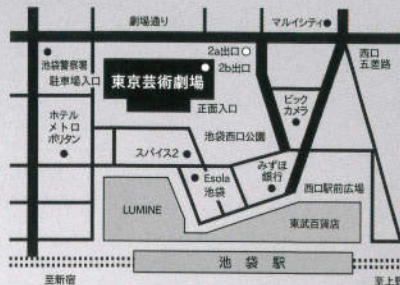 劇場通り
マルイシティ
2a出口
西口
五差路
池袋警察署
2b出口
駐車場入口
東京芸術劇場
正面入口
ビック
カメラ
ホテル
メトロ
ポリタン
池袋西口公園
スパイス2
みずほ
銀行
Esola
池袋
西口駅前広場
LUMINE
東武百貨店
池袋駅
至新宿
至上野